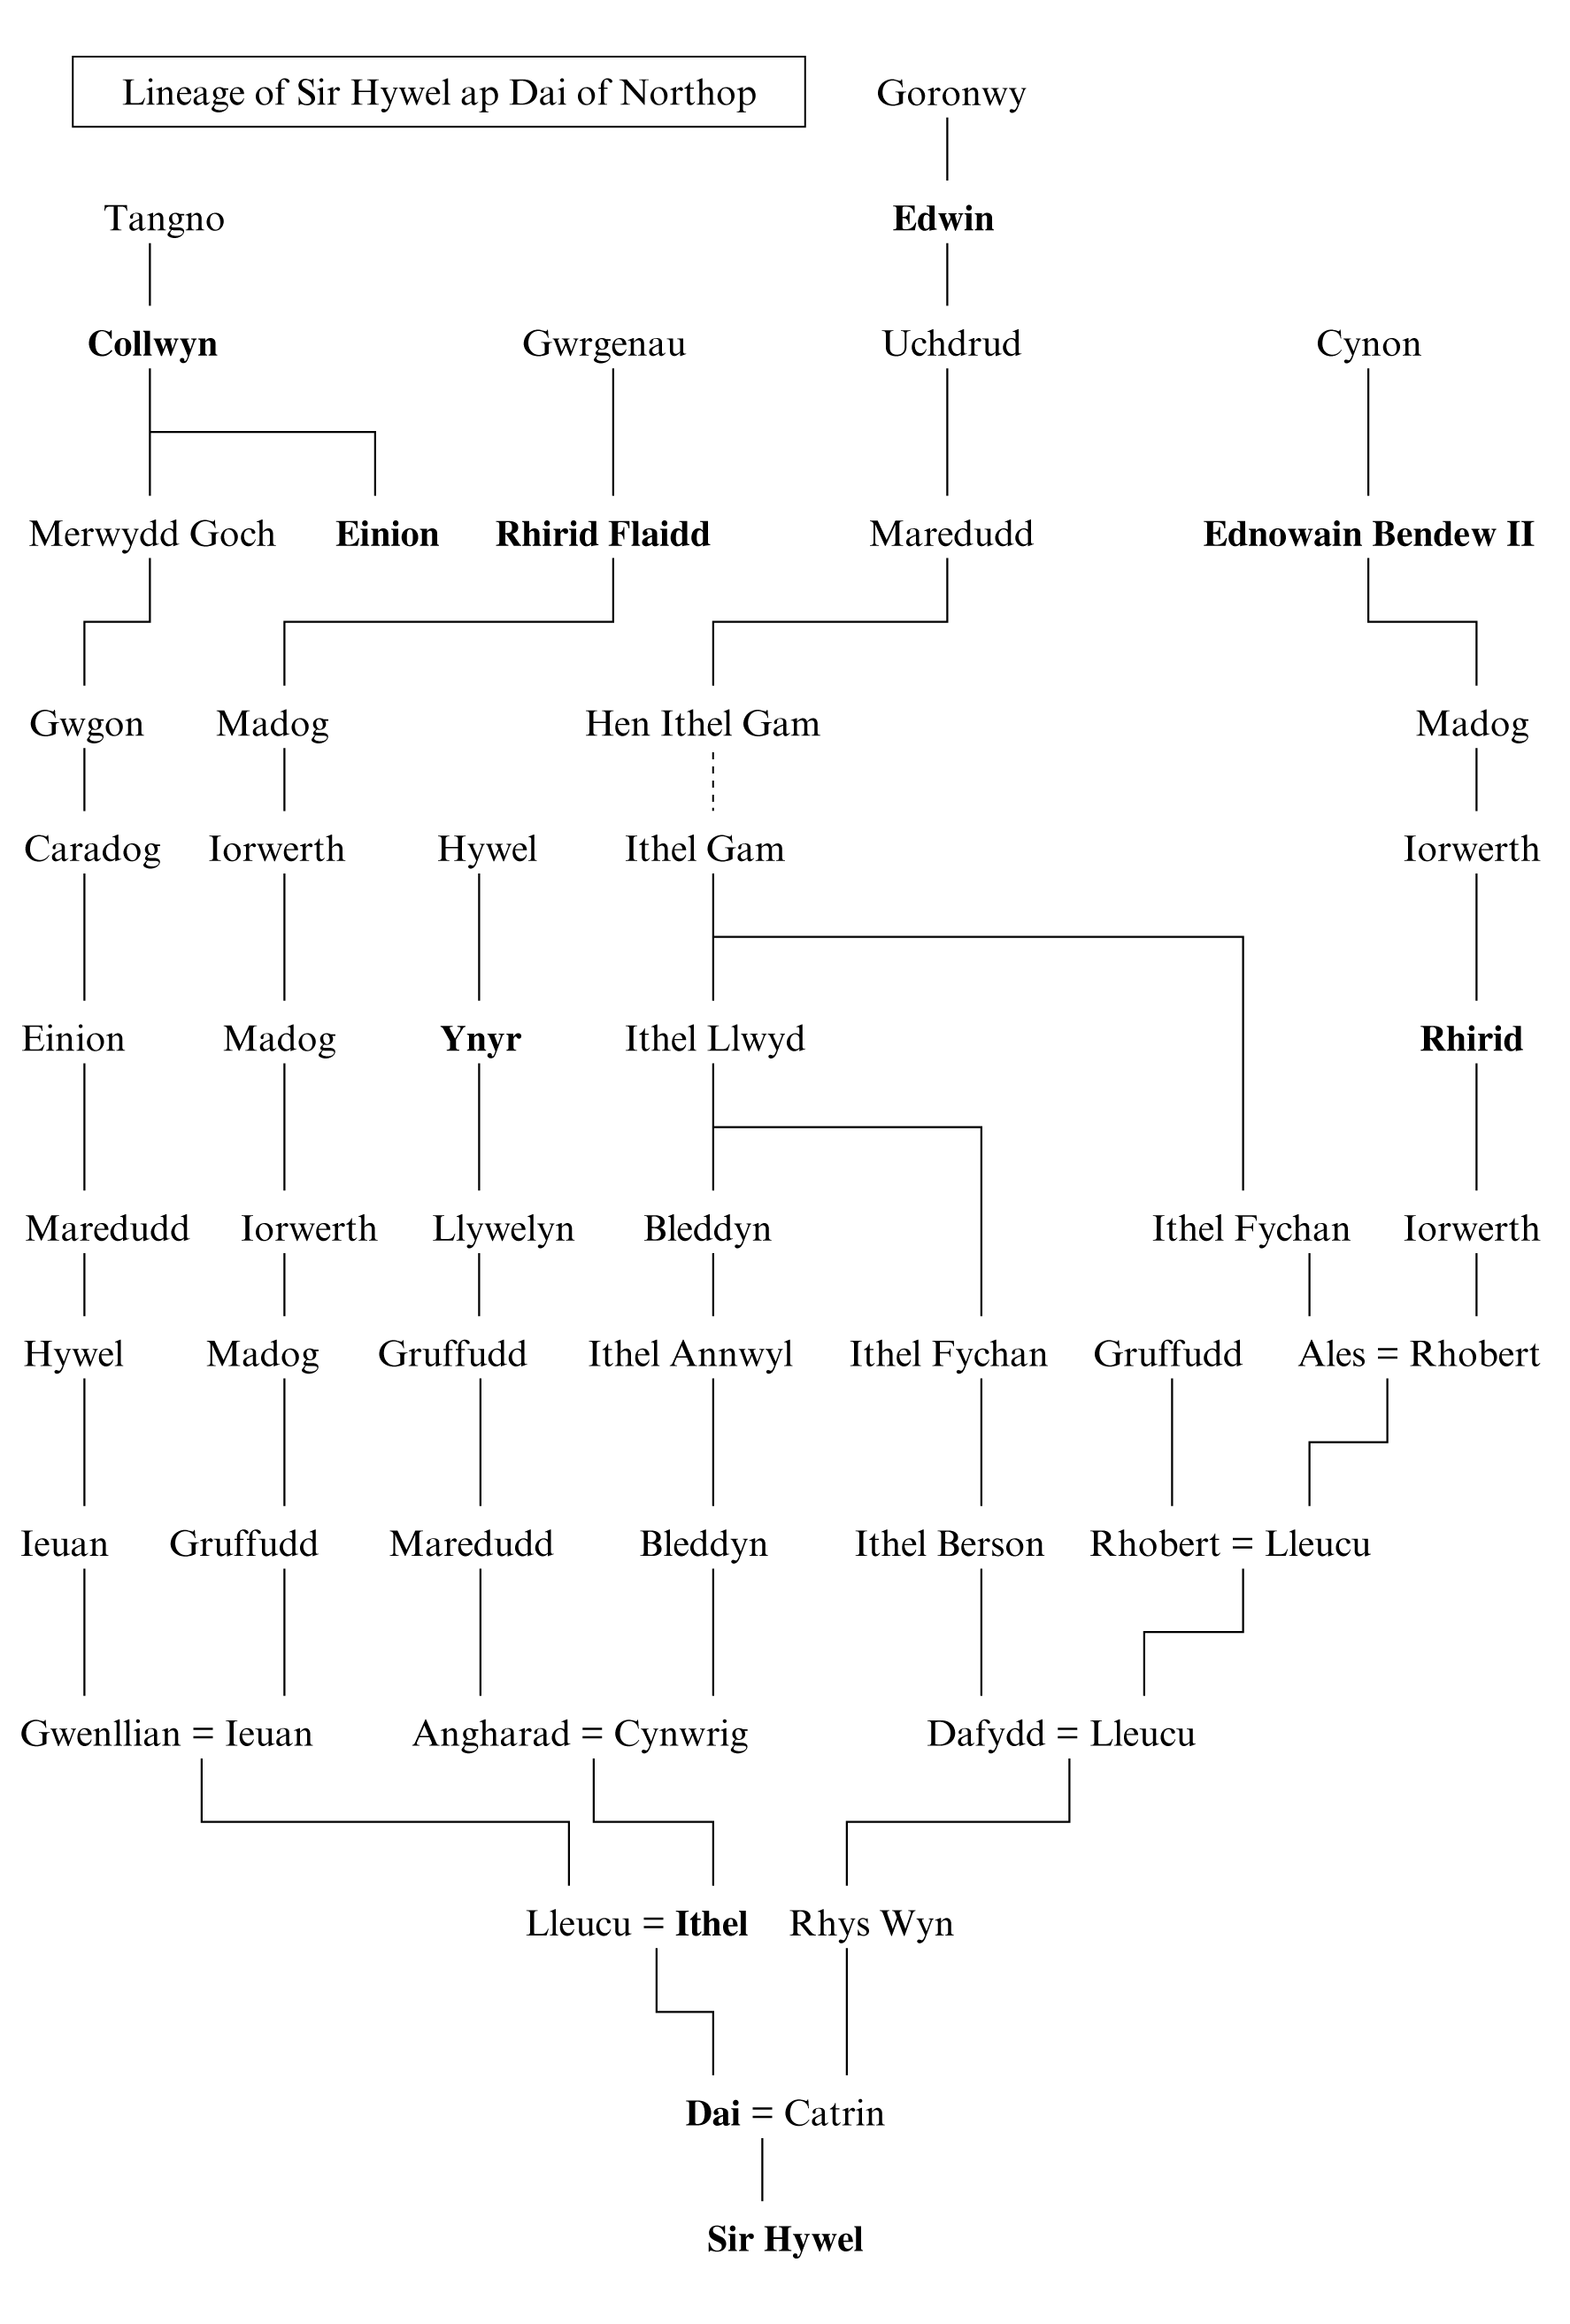 Lineage of Sir Hywel ap Dai of Northop
Goronwy
Tangno
Edwin
Collwyn
Gwrgenau
Uchdrud
Cynon
Merwydd Goch
Einion
Rhirid Flaidd
Maredudd
Ednowain Bendew II
Gwgon
Madog
Hen Ithel Gam
Madog
Caradog
Iorwerth
Hywel
Ithel Gam
Iorwerth
Einion
Madog
Ynyr
Ithel Llwyd
Rhirid
Maredudd
Iorwerth
Llywelyn
Bleddyn
Ithel Fychan
Iorwerth
Hywel
Madog
Gruffudd
Ithel Annwyl
Ithel Fychan
Gruffudd
Ales = Rhobert
Ieuan
Gruffudd
Maredudd
Bleddyn
Ithel Berson
Rhobert = Lleucu
Gwenllian = Ieuan
Angharad = Cynwrig
Dafydd = Lleucu
Lleucu = Ithel
Rhys Wyn
Dai = Catrin
Sir Hywel